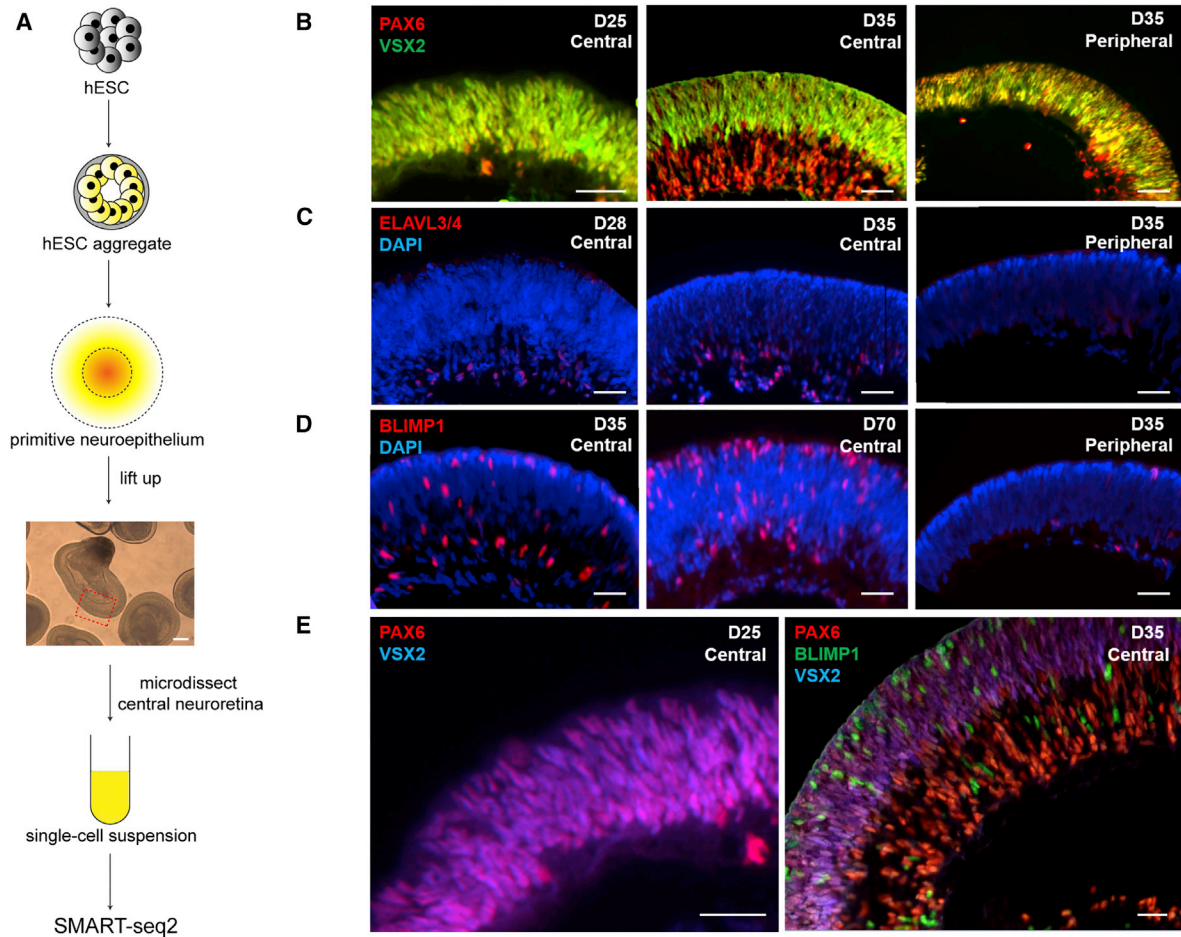 A
hESC
hESC aggregate
primitive neuroepithelium
lift up
microdissect
central neuroretina
single-cell suspension
SMART-seq2
B
PAX6
VSX2
D25
Central
D35
Central
D35
Peripheral
C
ELAVL3/4
DAPI
D28
Central
D35
Central
D35
Peripheral
D
BLIMP1
DAPI
D35
Central
D70
Central
D35
Peripheral
E
PAX6
VSX2
D25
Central
PAX6
BLIMP1
VSX2
D35
Central